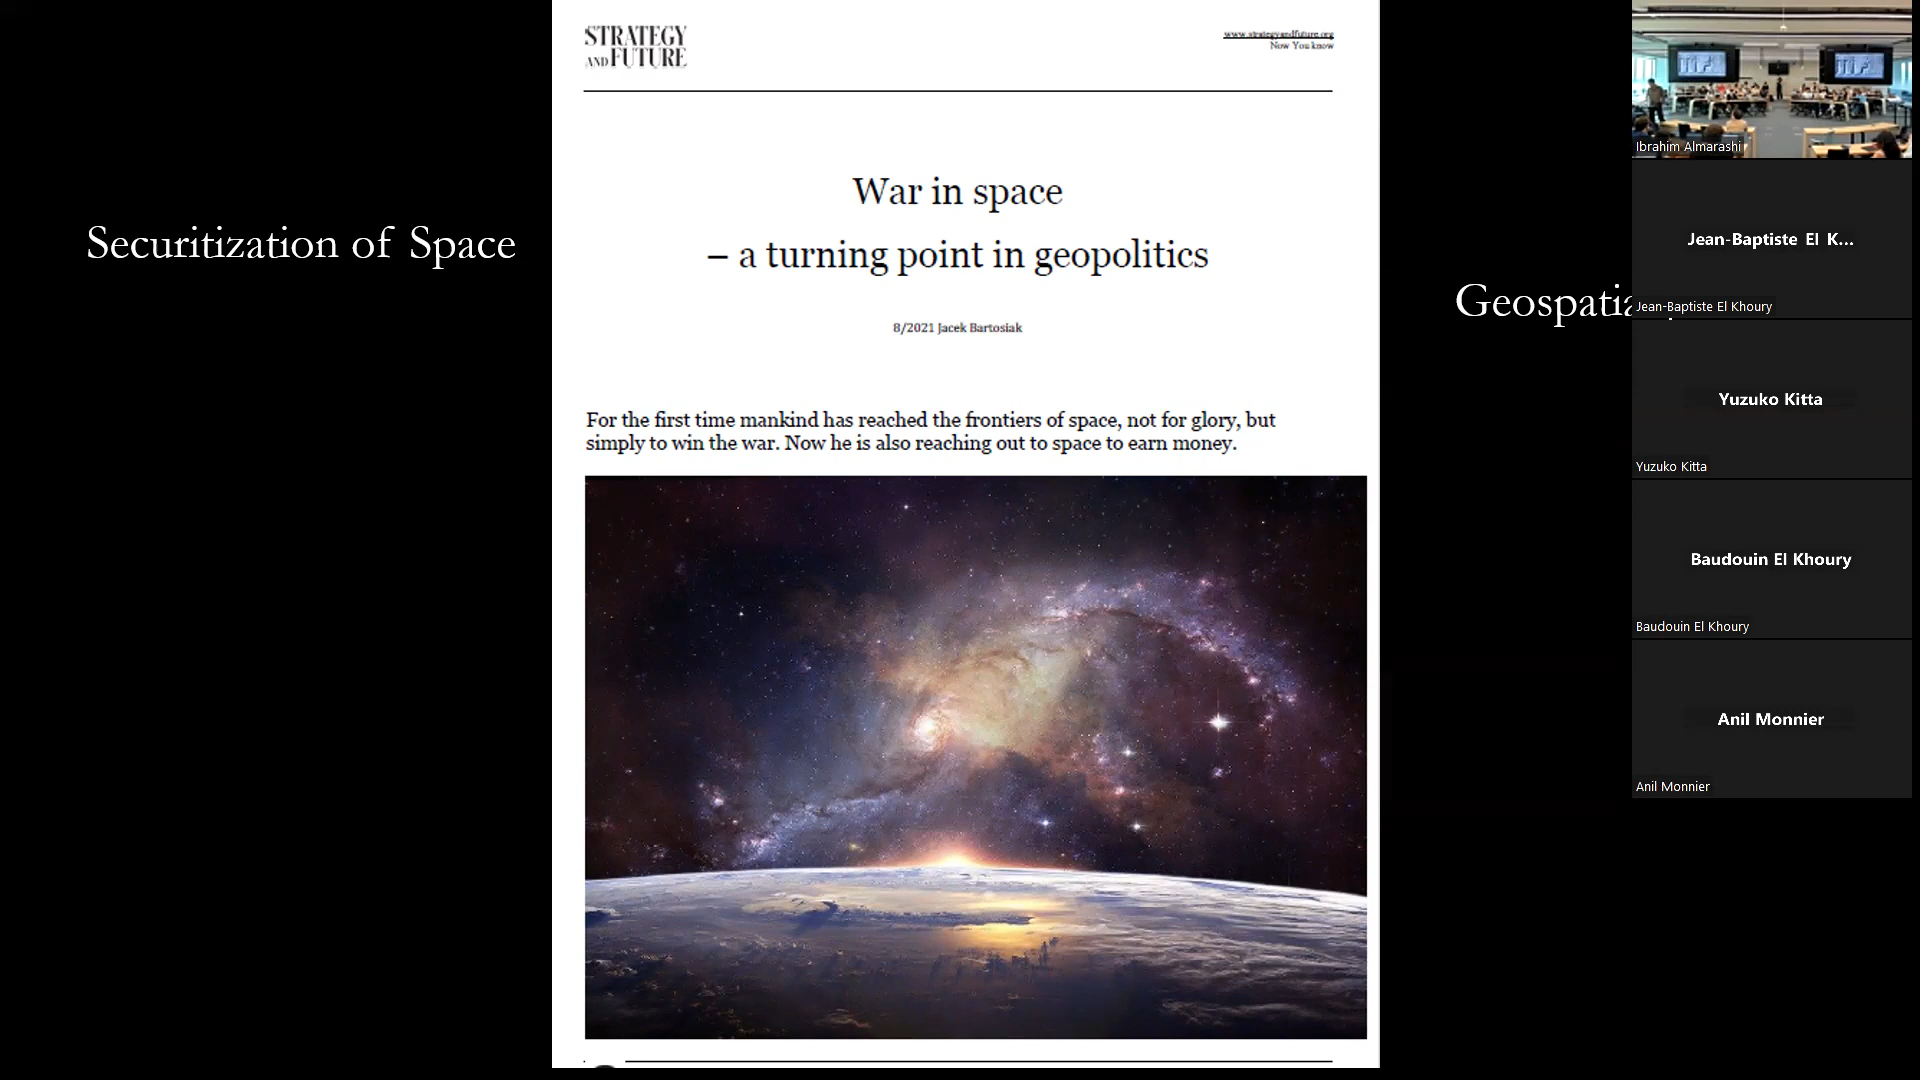 Securitization of Space
STRATEGY
AND FUTURE
www.strategyandfuture.org
Now You know
War in space
– a turning point in geopolitics
8/2021 Jacek Bartosiak
For the first time mankind has reached the frontiers of space, not for glory, but
simply to win the war. Now he is also reaching out to space to earn money.
Ibrahim Almarashi
Jean-Baptiste El K...
Jean-Baptiste El Khoury
Yuzuko Kitta
Yuzuko Kitta
Baudouin El Khoury
Baudouin El Khoury
Anil Monnier
Anil Monnier